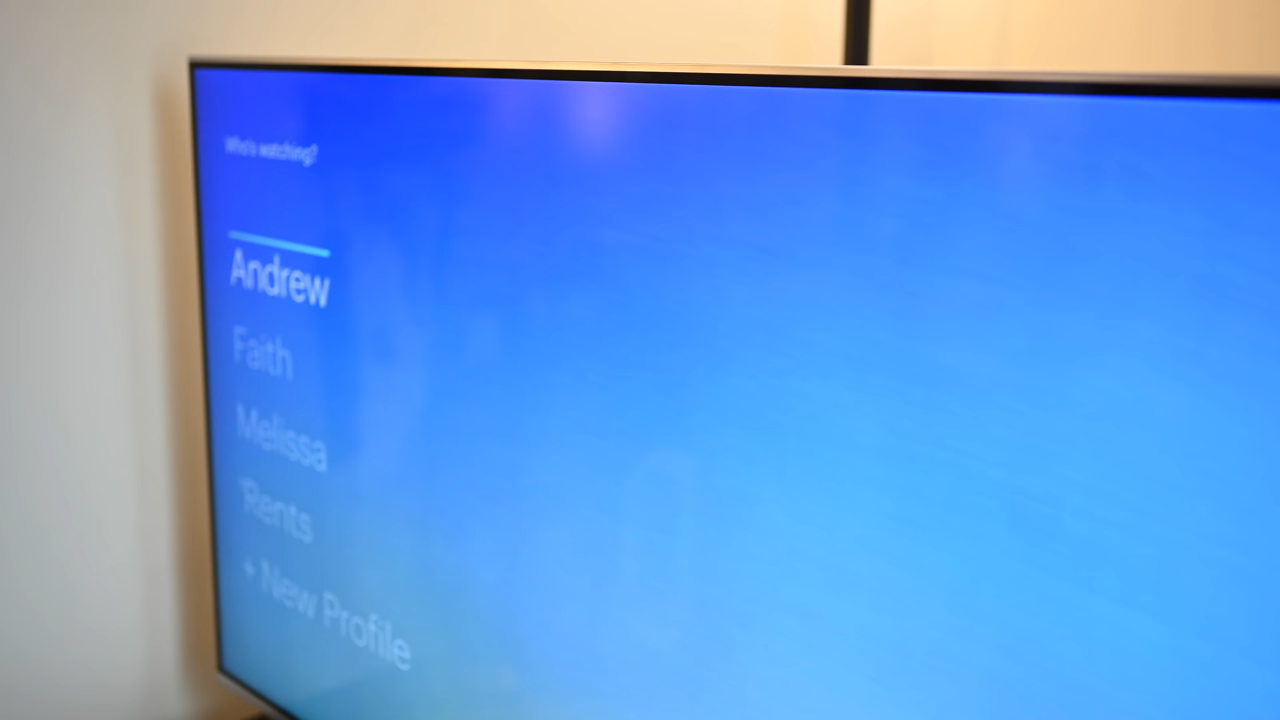 Who's watching?
Andrew
Faith
Melissa
'Rents
+ New Profile